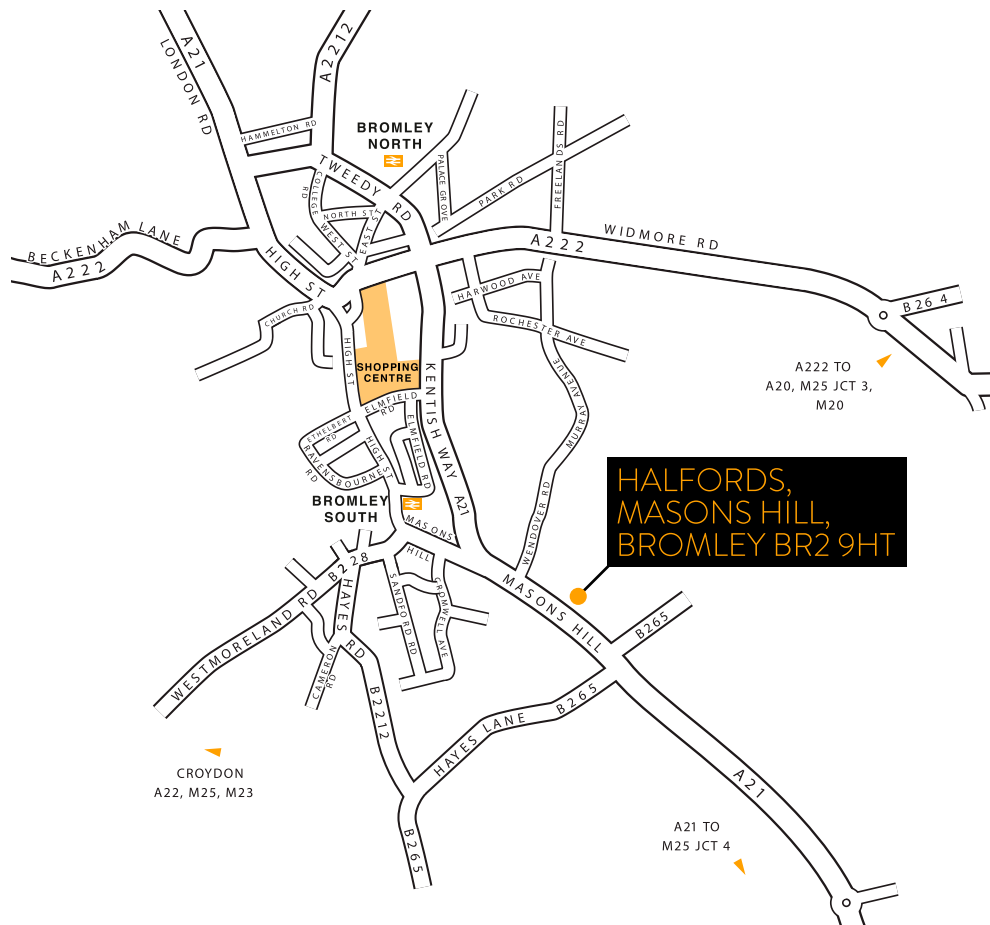 A21
LONDON RD
A2212
HAMMELTON RD
BROMLEY
NORTH
TWEEDY RD
COLLEGE
RD
NORTH ST
WEST ST
EAST ST
PALACE GROVE
PARK RD
FREELANDS RD
BECKENHAM LANE
A222
HIGH ST
A222
WIDMORE RD
B26 4
HARWOOD AVE
ROCHESTER AVE
CHURCH RD
HIGH ST
SHOPPING
CENTRE
KENTISH WAY
A21
MURRAY AVENUE
A222 TO
A20, M25 JCT 3,
M20
ELMFIELD
RD
ETHELBERT
RD
HIGH ST
ELMFIELD RD
RAVENSBOURNE
RD
BROMLEY
SOUTH
MASONS
HILL
WENDOVER RD
HALFORDS,
MASONS HILL,
BROMLEY BR2 9HT
MASONS HILL
B228
WESTMORELAND RD
HAYES RD
SANDFORD RD
CROMWELL AVE
CAMERON
RD
B265
B265
HAYES LANE
B2212
B265
A21
CROYDON
A22, M25, M23
A21 TO
M25 JCT 4